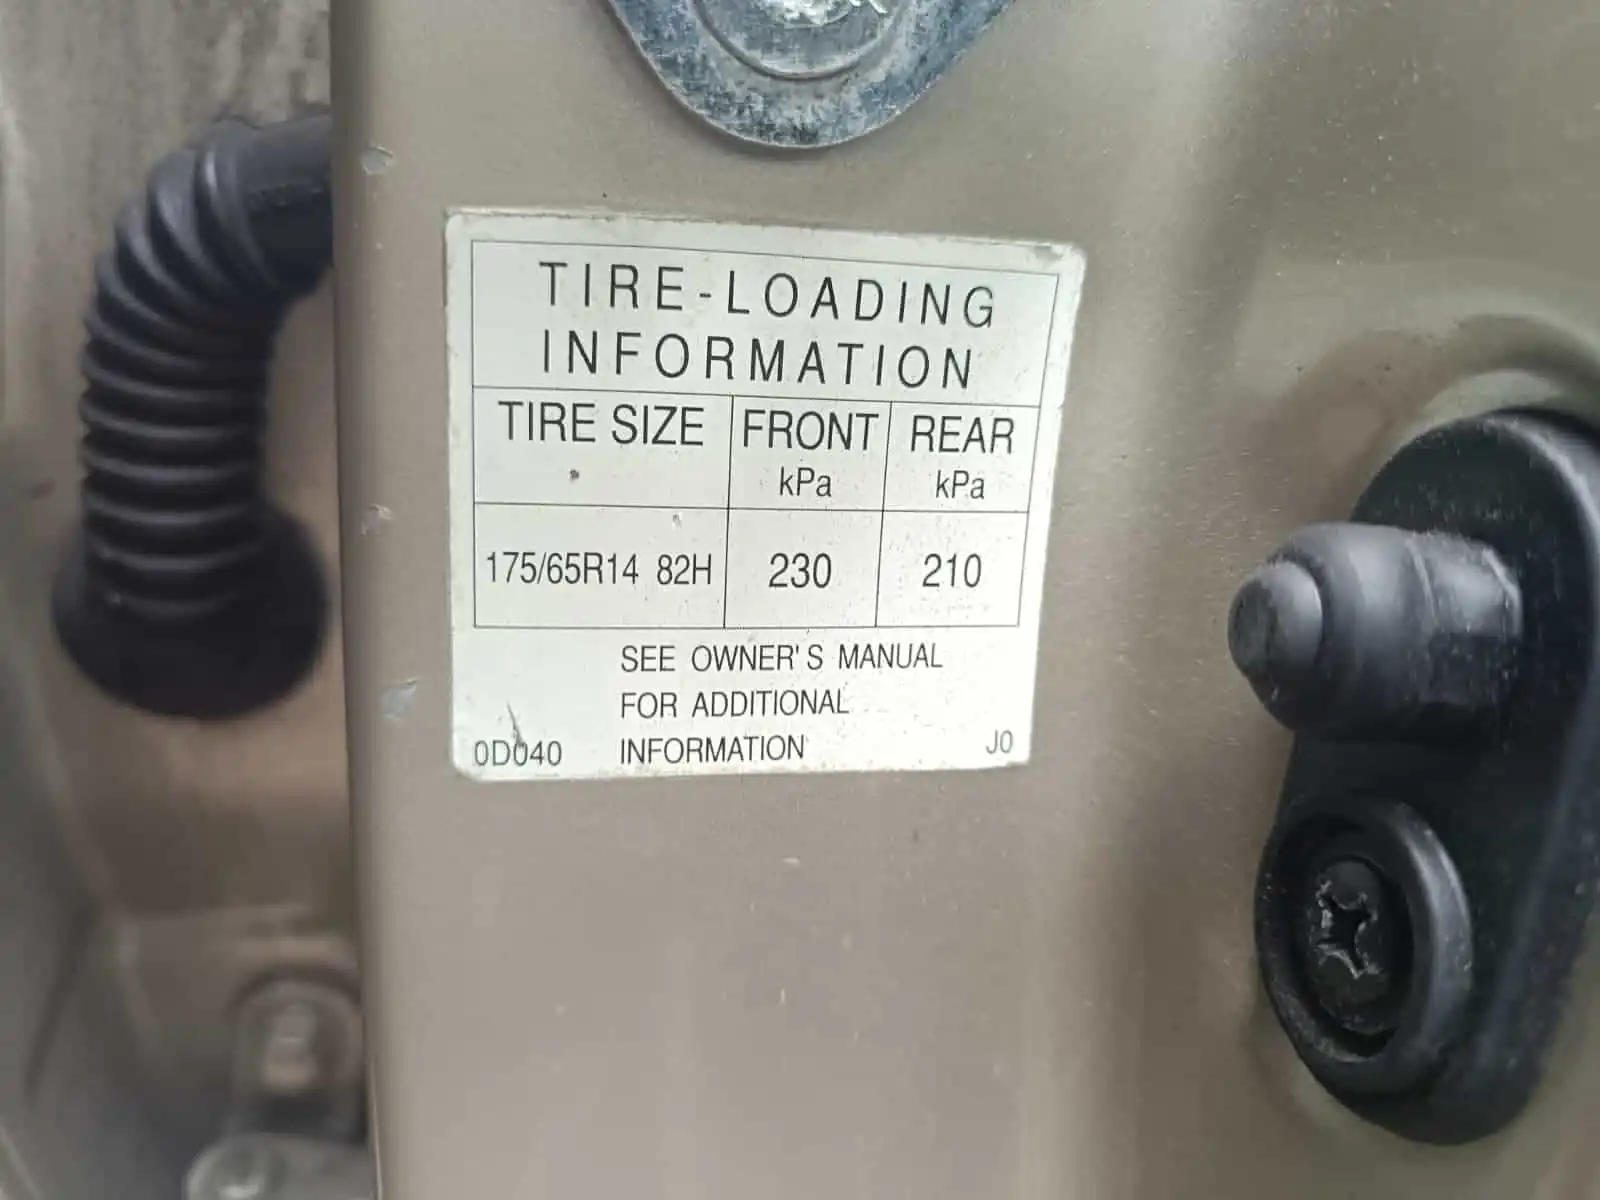 TIRE-LOADING
INFORMATION
TIRE SIZE FRONT REAR
kPa kPa
175/65R14 82H 230 210
SEE OWNER'S MANUAL
FOR ADDITIONAL
0D040 INFORMATION J0